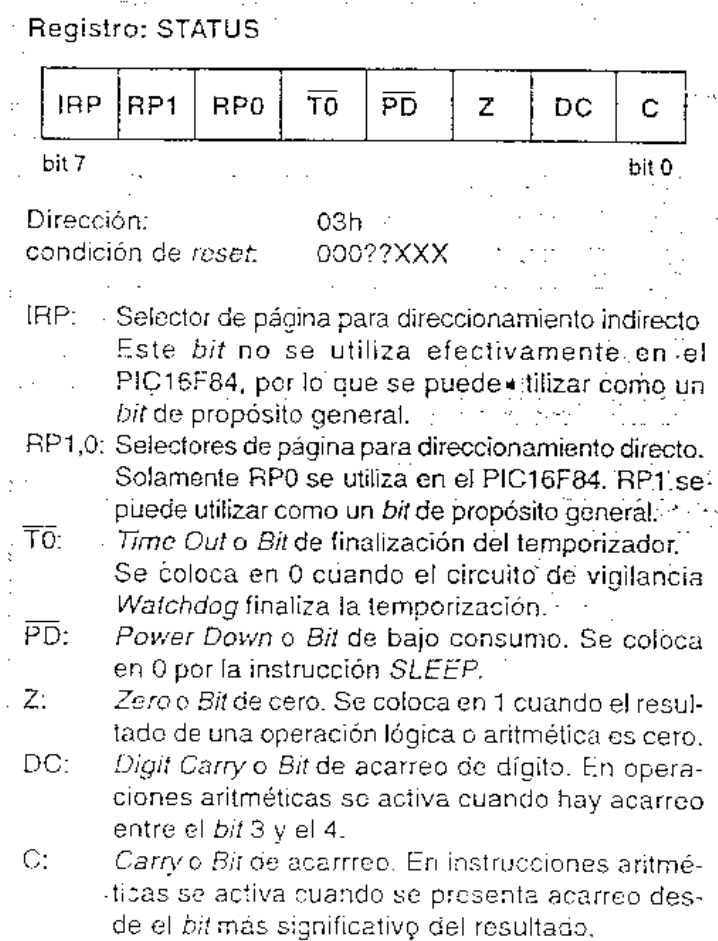 Registro: STATUS
IRP RP1 RP0 T0 PD Z DC C
bit 7 bit 0
Dirección: 03h
condición de reset: 000??XXX
IRP: Selector de página para direccionamiento indirecto
Este bit no se utiliza efectivamente en el
PIC16F84, por lo que se puede tilizar como un
bit de propósito general.
RP1,0: Selectores de página para direccionamiento directo.
Solamente RP0 se utiliza en el PIC16F84. RP1 se
puede utilizar como un bit de propósito general.
T0: Time Out o Bit de finalización del temporizador.
Se coloca en 0 cuando el circuito de vigilancia
Watchdog finaliza la temporización.
PD: Power Down o Bit de bajo consumo. Se coloca
en 0 por la instrucción SLEEP.
Z: Zero o Bit de cero. Se coloca en 1 cuando el resul-
tado de una operación lógica o aritmética es cero.
DC: Digit Carry o Bit de acarreo de dígito. En opera-
ciones aritméticas se activa cuando hay acarreo
entre el bit 3 y el 4.
C: Carry o Bit de acarrreo. En instrucciones aritmé-
ticas se activa cuando se presenta acarreo des-
de el bit más significativo del resultado.